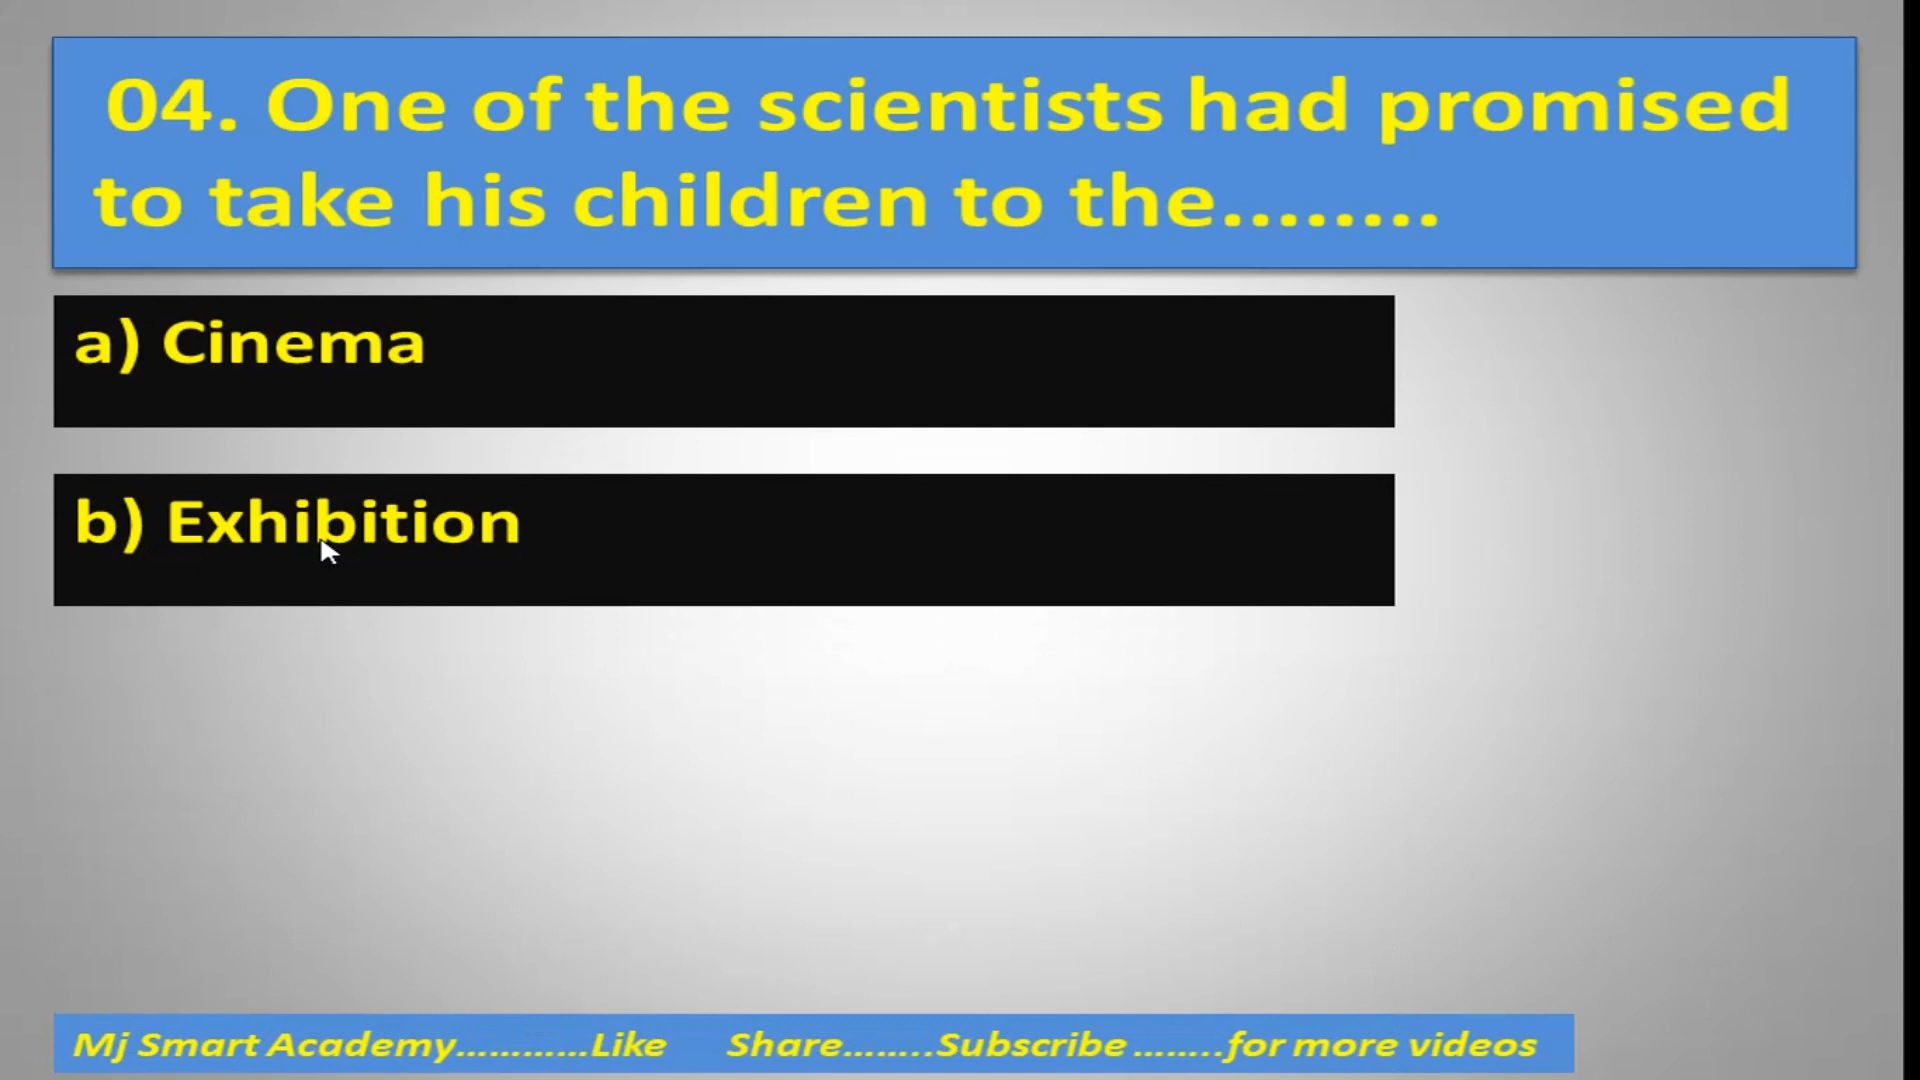 04. One of the scientists had promised
to take his children to the........
a) Cinema
b) Exhibition
Mj Smart Academy............Like Share........Subscribe ........for more videos